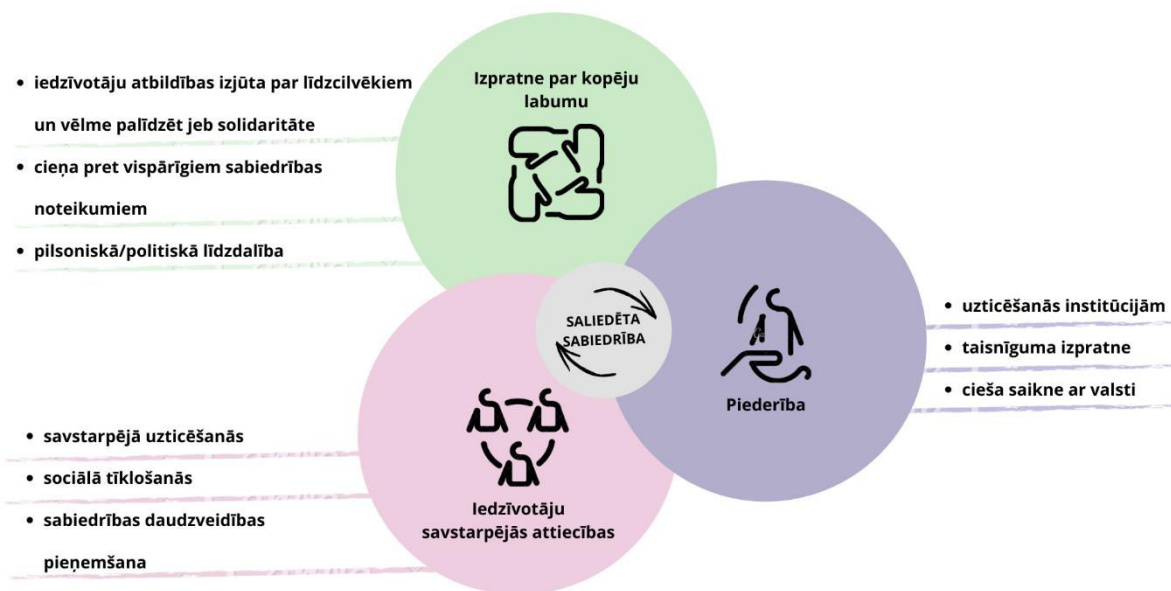 Izpratne par kopēju
labumu
• iedzīvotāju atbildības izjūta par līdzcilvēkiem
un vēlme palīdzēt jeb solidaritāte
• cieņa pret vispārīgiem sabiedrības
noteikumiem
• pilsoniskā/politiskā līdzdalība
SALIEDĒTA
SABIEDRĪBA
Piederība
• uzticēšanās institūcijām
• taisnīguma izpratne
• cieša saikne ar valsti
• savstarpējā uzticēšanās
• sociālā tīklošanās
• sabiedrības daudzveidības
pieņemšana
Iedzīvotāju
savstarpējās attiecības